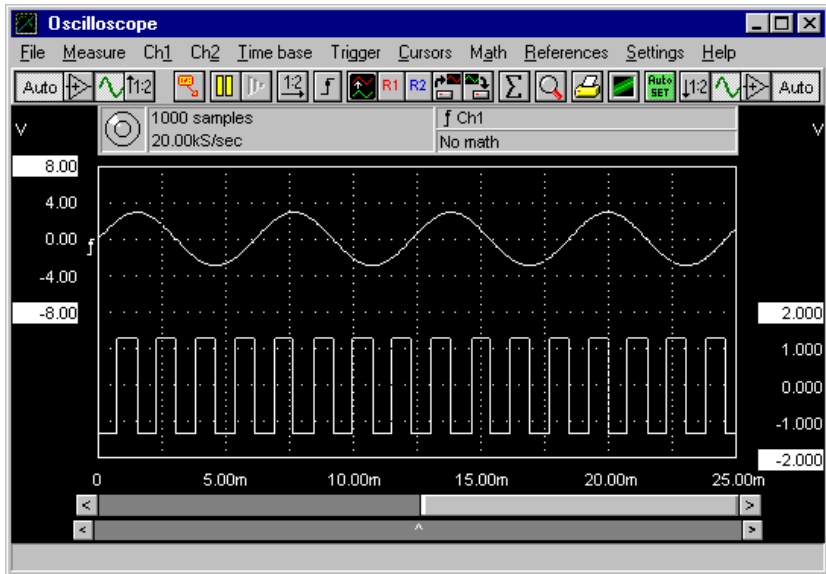 Oscilloscope
File Measure Ch1 Ch2 Time base Trigger Cursors Math References Settings Help
Auto 1:2 1:2 R1 R2 Σ Auto SET 1:2 Auto
V 1000 samples ƒ Ch1 V
20.00kS/sec No math
8.00
4.00
0.00 ƒ
-4.00
-8.00 2.000
1.000
0.000
-1.000
-2.000
0 5.00m 10.00m 15.00m 20.00m 25.00m
< >
< ^ >